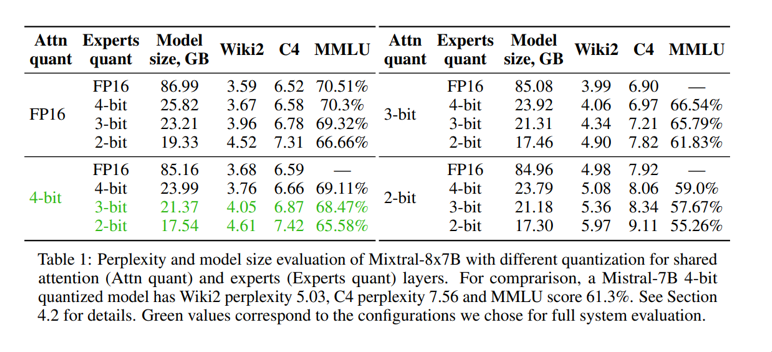 Attn Experts Model Wiki2 C4 MMLU Attn Experts Model Wiki2 C4 MMLU
quant quant size, GB quant quant size, GB
FP16 86.99 3.59 6.52 70.51% FP16 85.08 3.99 6.90 —
FP16 4-bit 25.82 3.67 6.58 70.3% 3-bit 4-bit 23.92 4.06 6.97 66.54%
3-bit 23.21 3.96 6.78 69.32% 3-bit 21.31 4.34 7.21 65.79%
2-bit 19.33 4.52 7.31 66.66% 2-bit 17.46 4.90 7.82 61.83%
FP16 85.16 3.68 6.59 — FP16 84.96 4.98 7.92 —
4-bit 4-bit 23.99 3.76 6.66 69.11% 2-bit 4-bit 23.79 5.08 8.06 59.0%
3-bit 21.37 4.05 6.87 68.47% 3-bit 21.18 5.36 8.34 57.67%
2-bit 17.54 4.61 7.42 65.58% 2-bit 17.30 5.97 9.11 55.26%
Table 1: Perplexity and model size evaluation of Mixtral-8x7B with different quantization for shared
attention (Attn quant) and experts (Experts quant) layers. For comprarison, a Mistral-7B 4-bit
quantized model has Wiki2 perplexity 5.03, C4 perplexity 7.56 and MMLU score 61.3%. See Section
4.2 for details. Green values correspond to the configurations we chose for full system evaluation.